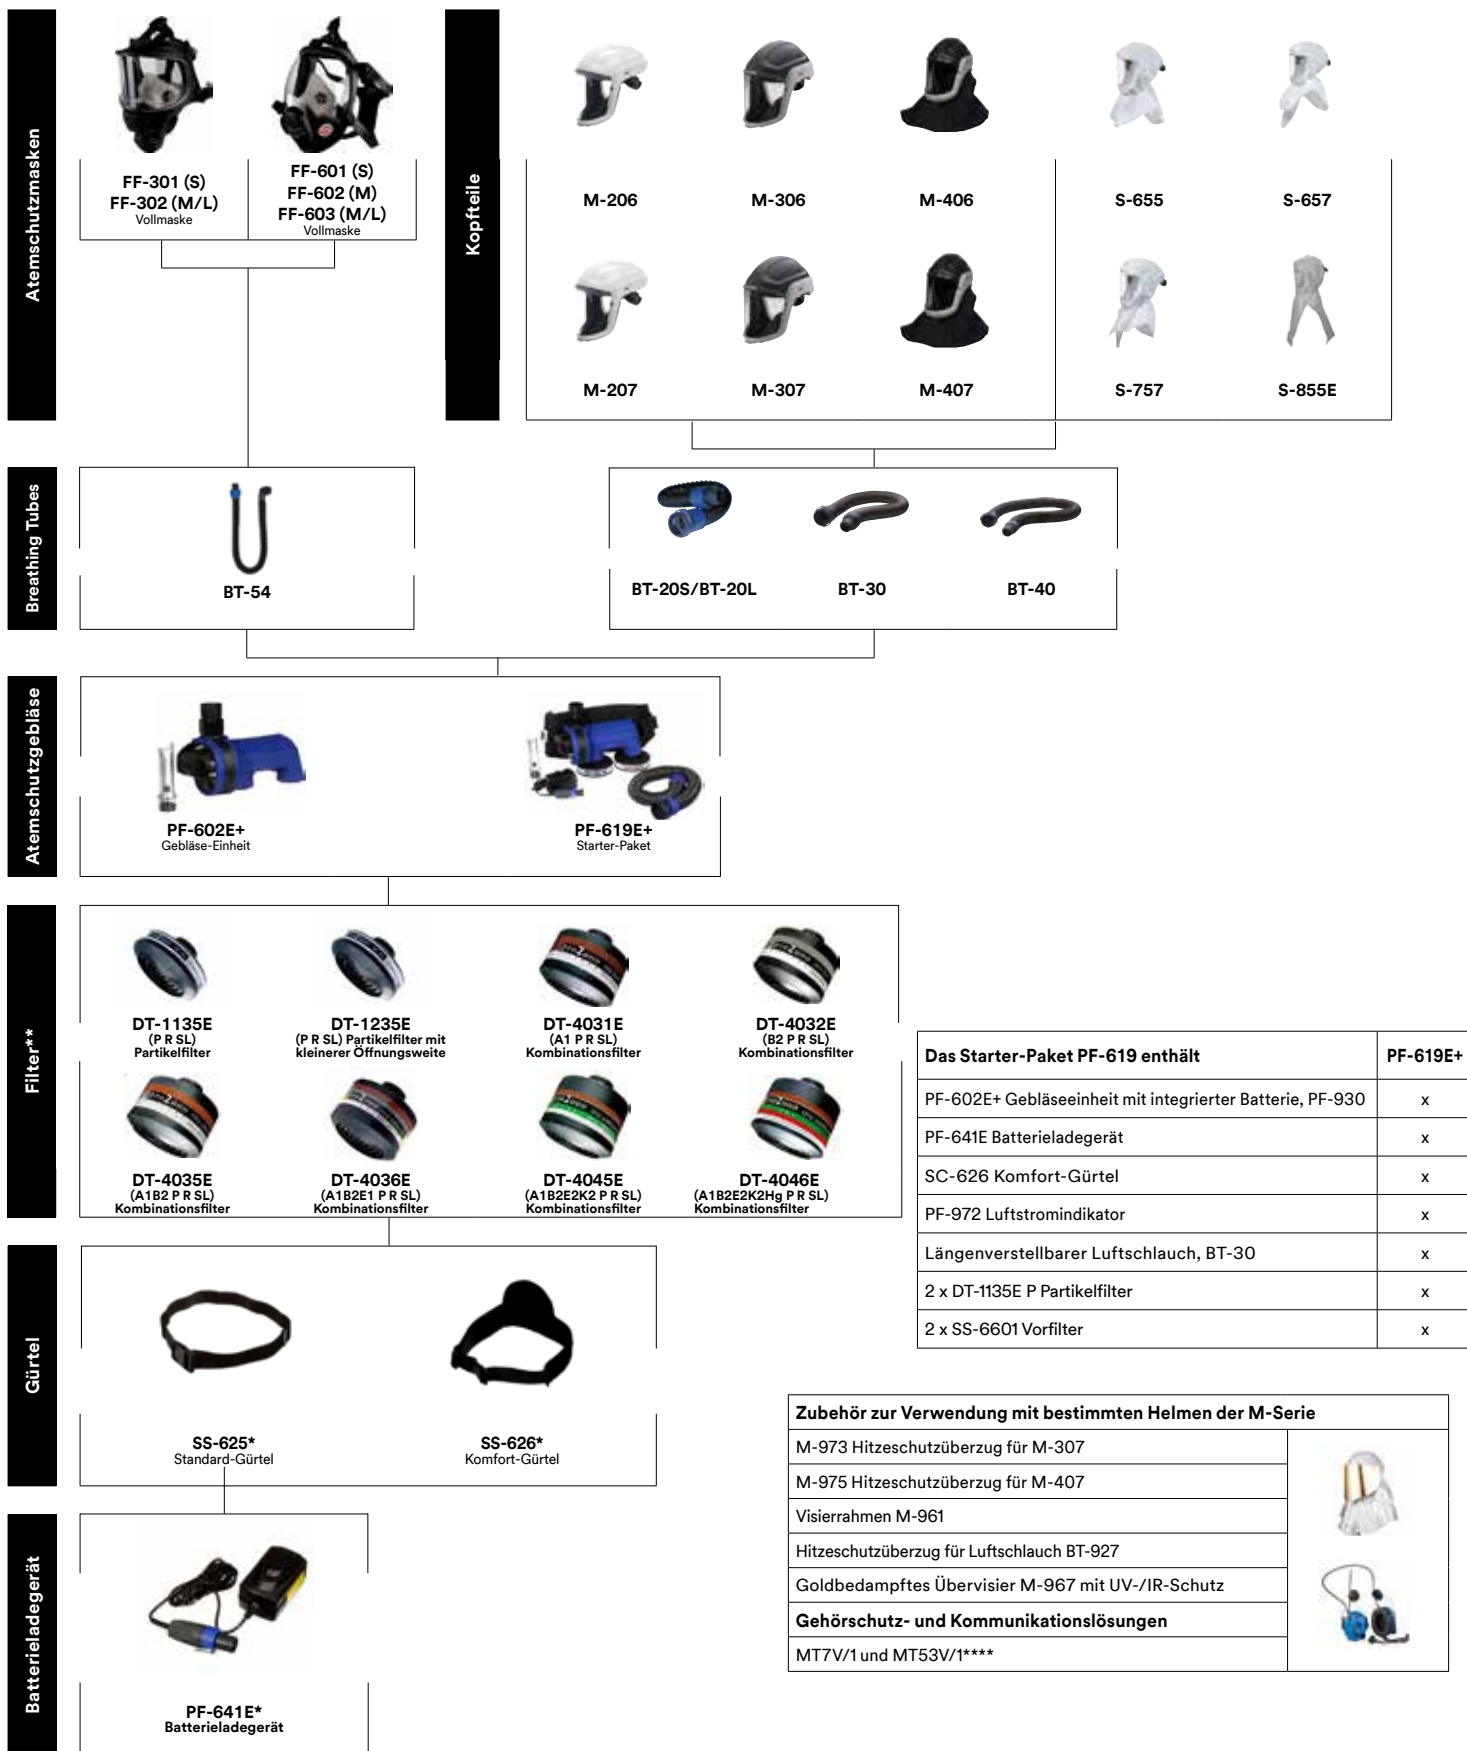 Atemschutzmasken
FF-301 (S)
FF-302 (M/L)
Vollmaske
FF-601 (S)
FF-602 (M)
FF-603 (M/L)
Vollmaske
Kopfteile
M-206
M-306
M-406
S-655
S-657
M-207
M-307
M-407
S-757
S-855E
Breathing Tubes
BT-54
BT-20S/BT-20L
BT-30
BT-40
Atemschutzgebläse
PF-602E+
Gebläse-Einheit
PF-619E+
Starter-Paket
Filter**
DT-1135E
(P R SL)
Partikelfilter
DT-1235E
(P R SL) Partikelfilter mit
kleinerer Öffnungsweite
DT-4031E
(A1 P R SL)
Kombinationsfilter
DT-4032E
(B2 P R SL)
Kombinationsfilter
DT-4035E
(A1B2 P R SL)
Kombinationsfilter
DT-4036E
(A1B2E1 P R SL)
Kombinationsfilter
DT-4045E
(A1B2E2K2 P R SL)
Kombinationsfilter
DT-4046E
(A1B2E2K2Hg P R SL)
Kombinationsfilter
Das Starter-Paket PF-619 enthält PF-619E+
PF-602E+ Gebläseeinheit mit integrierter Batterie, PF-930 x
PF-641E Batterieladegerät x
SC-626 Komfort-Gürtel x
PF-972 Luftstromindikator x
Längenverstellbarer Luftschlauch, BT-30 x
2 x DT-1135E P Partikelfilter x
2 x SS-6601 Vorfilter x
Gürtel
SS-625*
Standard-Gürtel
SS-626*
Komfort-Gürtel
Zubehör zur Verwendung mit bestimmten Helmen der M-Serie
M-973 Hitzeschutzüberzug für M-307
M-975 Hitzeschutzüberzug für M-407
Visierrahmen M-961
Hitzeschutzüberzug für Luftschlauch BT-927
Goldbedampftes Übervisier M-967 mit UV-/IR-Schutz
Gehörschutz- und Kommunikationslösungen
MT7V/1 und MT53V/1****
Batterieladegerät
PF-641E*
Batterieladegerät